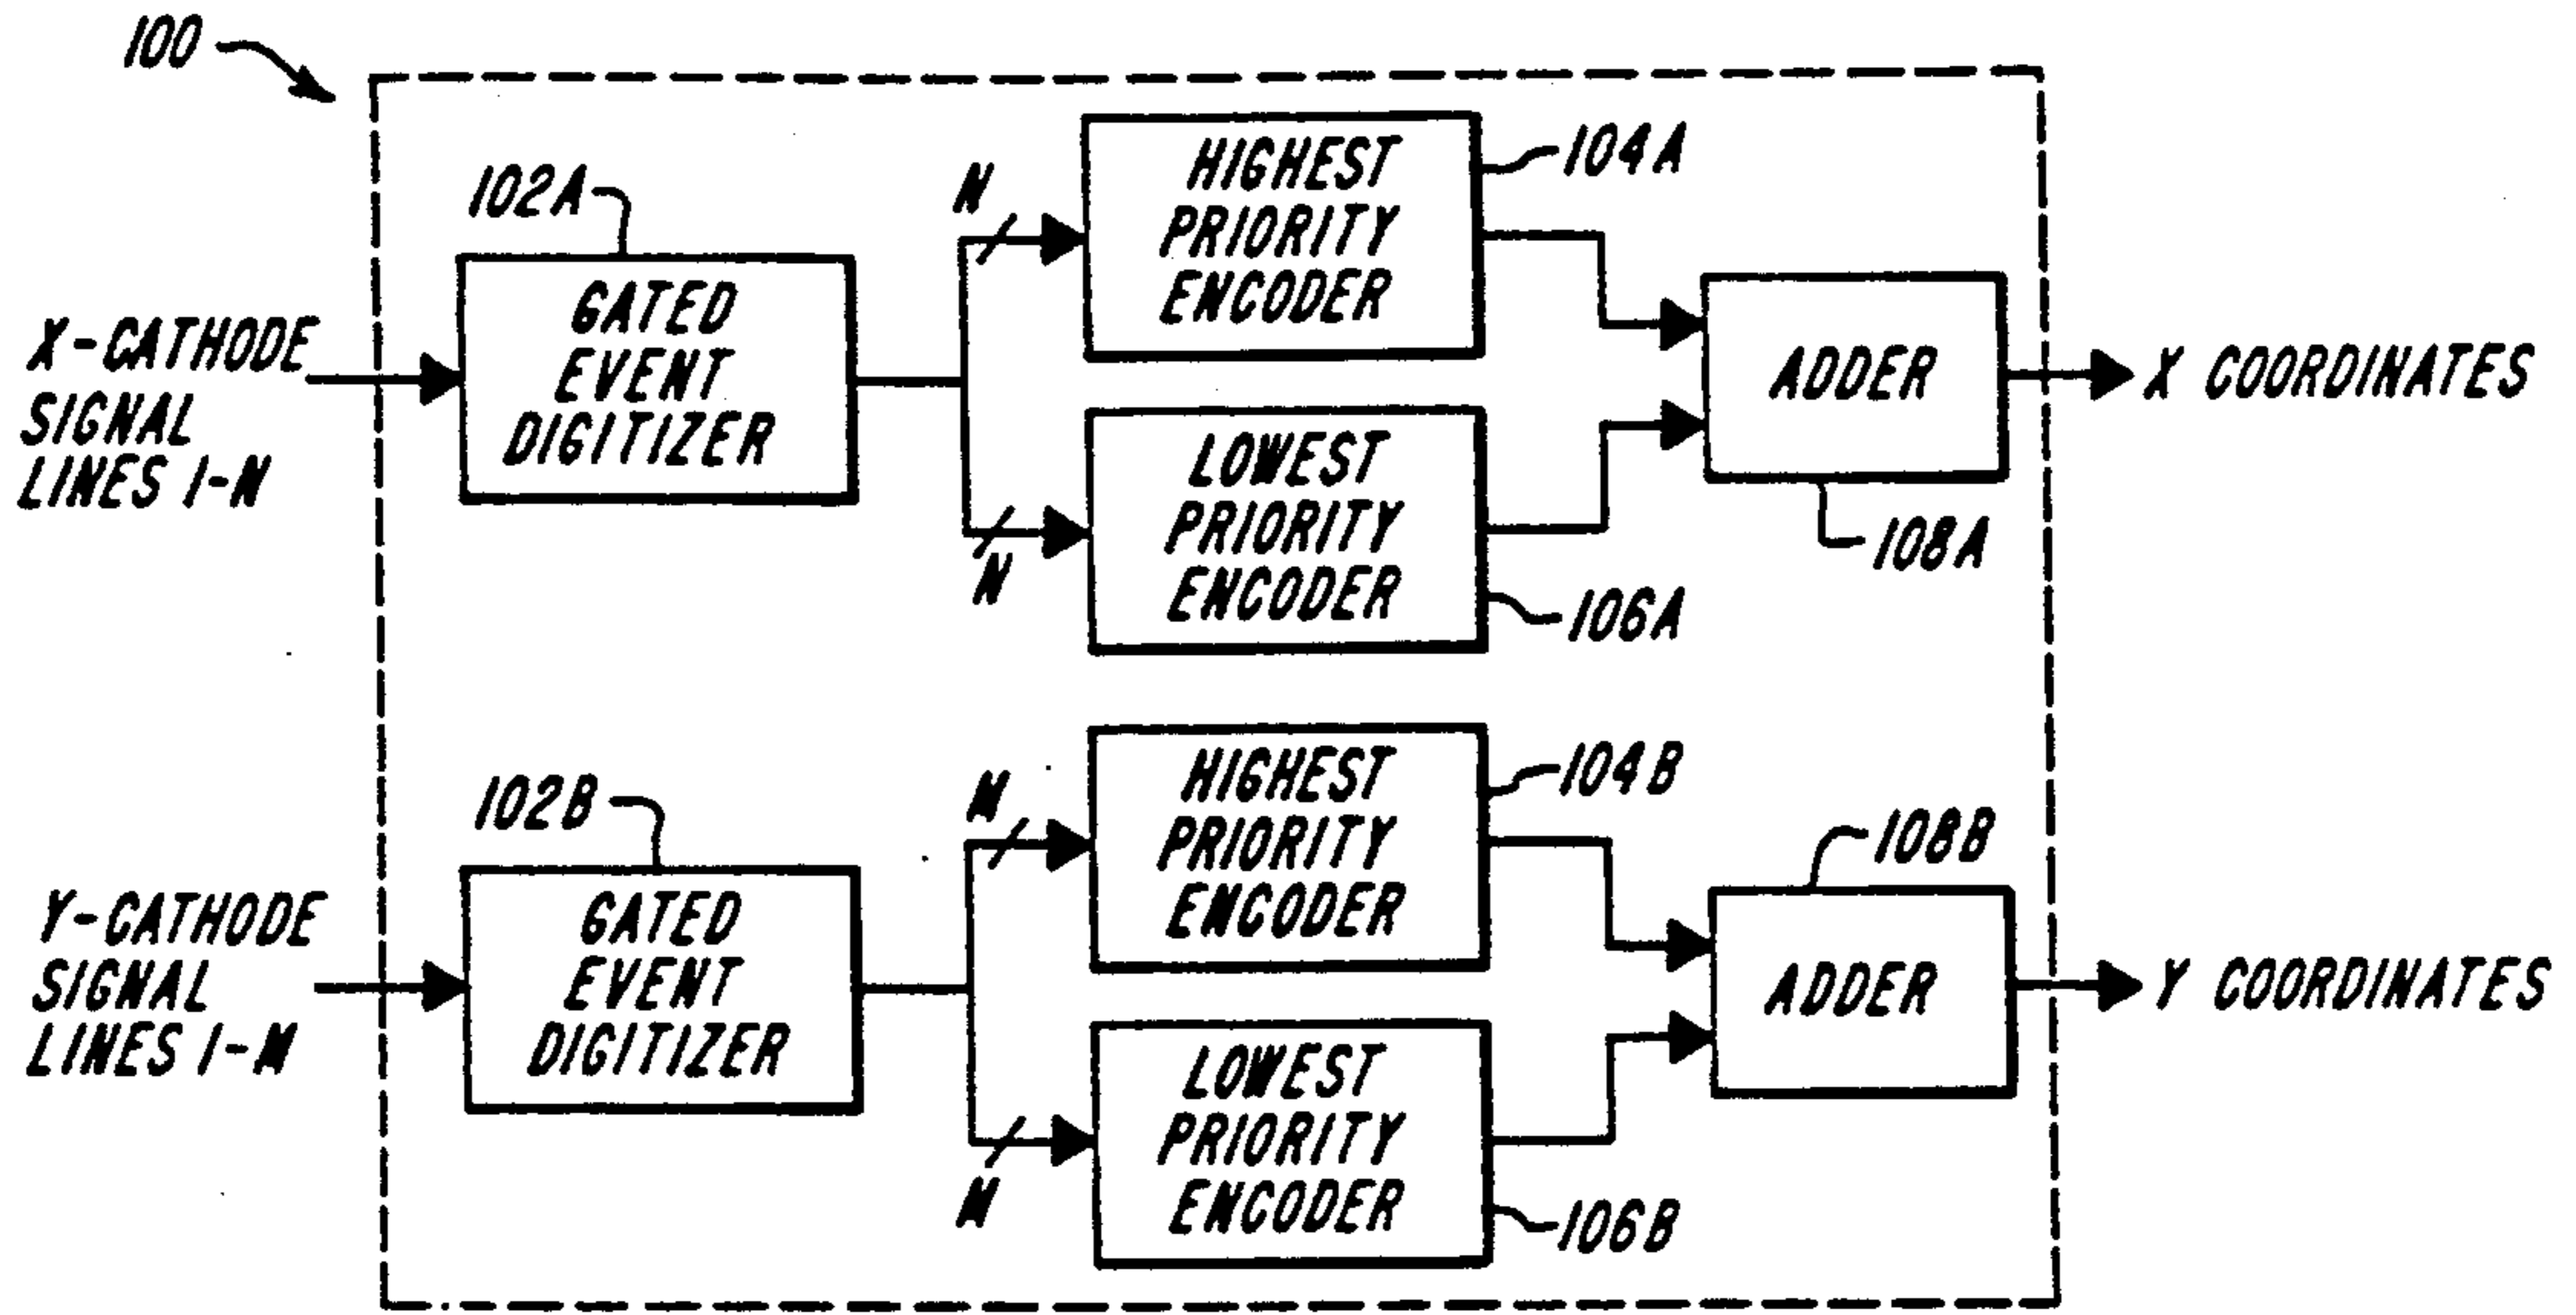 100
102A
N
HIGHEST
PRIORITY
ENCODER
104A
X-CATHODE
SIGNAL
LINES 1-N
GATED
EVENT
DIGITIZER
N
LOWEST
PRIORITY
ENCODER
106A
ADDER
108A
X COORDINATES
102B
M
HIGHEST
PRIORITY
ENCODER
104B
Y-CATHODE
SIGNAL
LINES 1-M
GATED
EVENT
DIGITIZER
M
LOWEST
PRIORITY
ENCODER
106B
108B
ADDER
Y COORDINATES